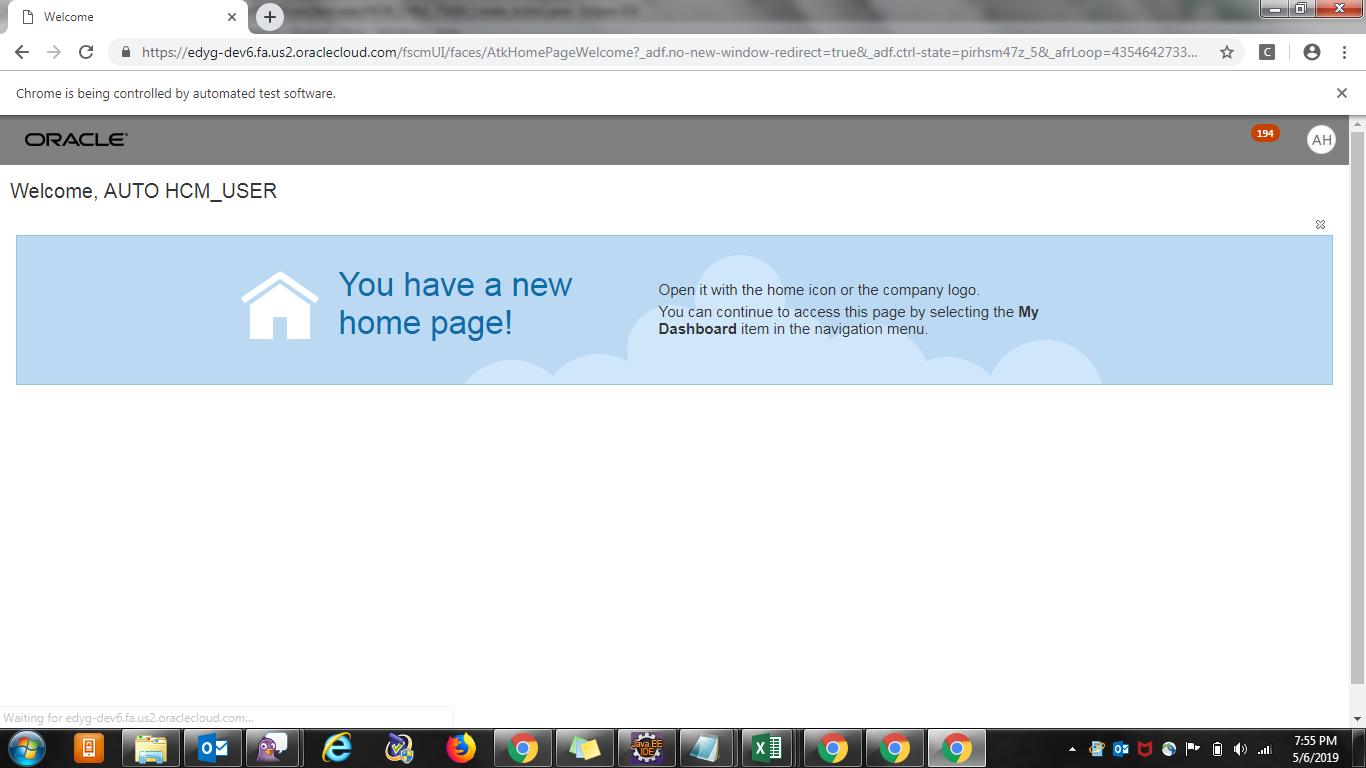 Welcome
https://edyg-dev6.fa.us2.oraclecloud.com/fscmUI/faces/AtkHomePageWelcome?_adf.no-new-window-redirect=true&_adf.ctrl-state=pirhsm47z_5&_afrLoop=4354642733...
C
Chrome is being controlled by automated test software.
ORACLE
194
AH
Welcome, AUTO HCM_USER
You have a new
home page!
Open it with the home icon or the company logo.
You can continue to access this page by selecting the My
Dashboard item in the navigation menu.
Waiting for edyg-dev6.fa.us2.oraclecloud.com...
Java EE
IDE
7:55 PM
5/6/2019